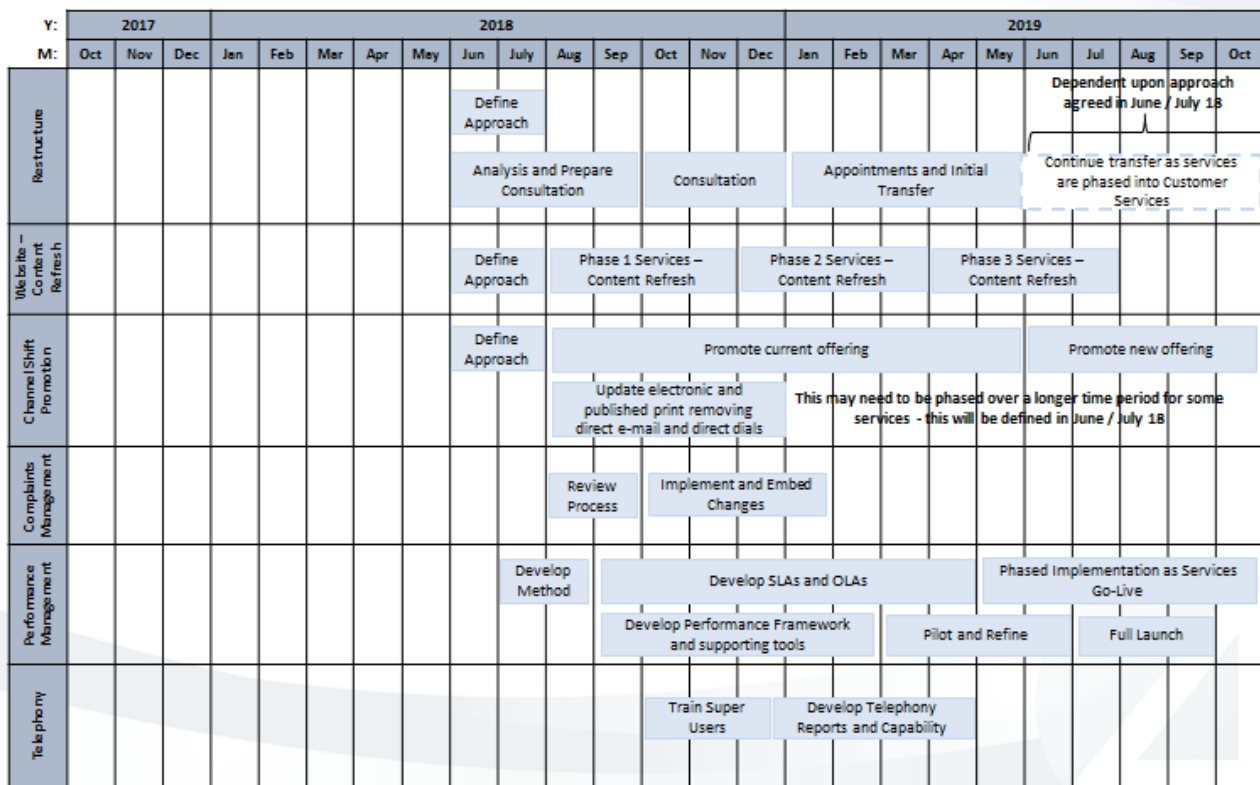 Y: 2017 2018 2019
M: Oct Nov Dec Jan Feb Mar Apr May Jun July Aug Sep Oct Nov Dec Jan Feb Mar Apr May Jun Jul Aug Sep Oct
Restructure
Define
Approach
Dependent upon approach
agreed in June / July 18
Analysis and Prepare
Consultation
Consultation
Appointments and Initial
Transfer
Continue transfer as services
are phased into Customer
Services
Website –
Content
Refresh
Define
Approach
Phase 1 Services –
Content Refresh
Phase 2 Services –
Content Refresh
Phase 3 Services –
Content Refresh
Channel Shift
Promotion
Define
Approach
Promote current offering
Promote new offering
Update electronic and
published print removing
direct e-mail and direct dials
This may need to be phased over a longer time period for some
services - this will be defined in June / July 18
Complaints
Management
Review
Process
Implement and Embed
Changes
Performance
Management
Develop
Method
Develop SLAs and OLAs
Phased Implementation as Services
Go-Live
Develop Performance Framework
and supporting tools
Pilot and Refine
Full Launch
Telephony
Train Super
Users
Develop Telephony
Reports and Capability